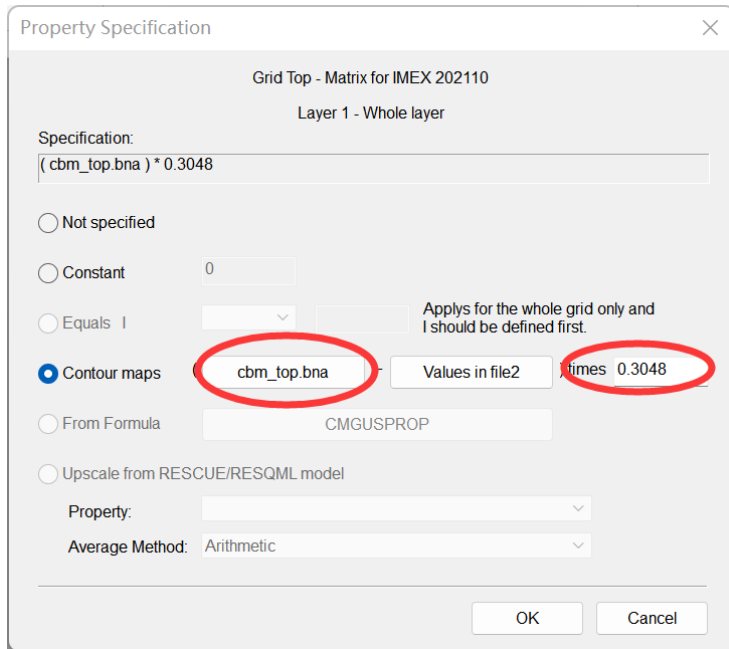 Property Specification
Grid Top - Matrix for IMEX 202110
Layer 1 - Whole layer
Specification:
( cbm_top.bna ) * 0.3048
Not specified
Constant 0
Equals I Applys for the whole grid only and
I should be defined first.
Contour maps ( cbm_top.bna - Values in file2 ) times 0.3048
From Formula CMGUSPROP
Upscale from RESCUE/RESQML model
Property:
Average Method: Arithmetic
OK Cancel